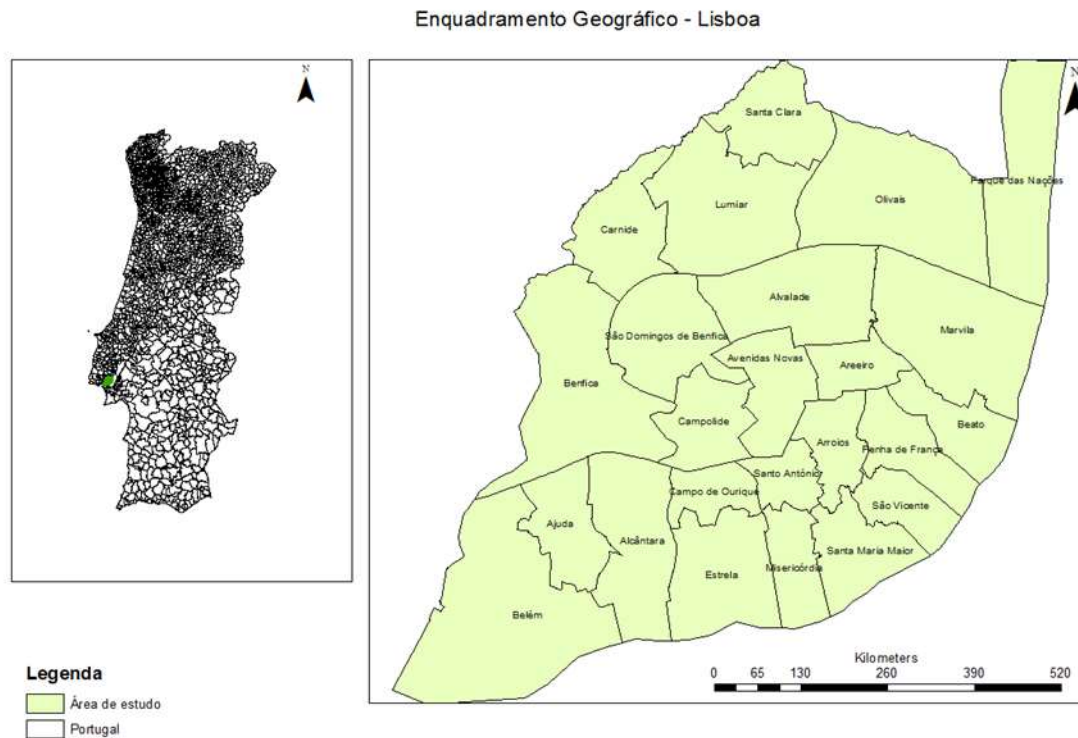 Enquadramento Geográfico - Lisboa
N
N
Santa Clara
Parque das Nações
Olivais
Lumiar
Carnide
Alvalade
Marvila
São Domingos de Benfica
Avenidas Novas
Areeiro
Benfica
Campolide
Beato
Arroios
Penha de França
Santo António
Campo de Ourique
São Vicente
Ajuda
Alcântara
Santa Maria Maior
Estrela
Misericórdia
Belém
Kilometers
0 65 130 260 390 520
Legenda
Área de estudo
Portugal